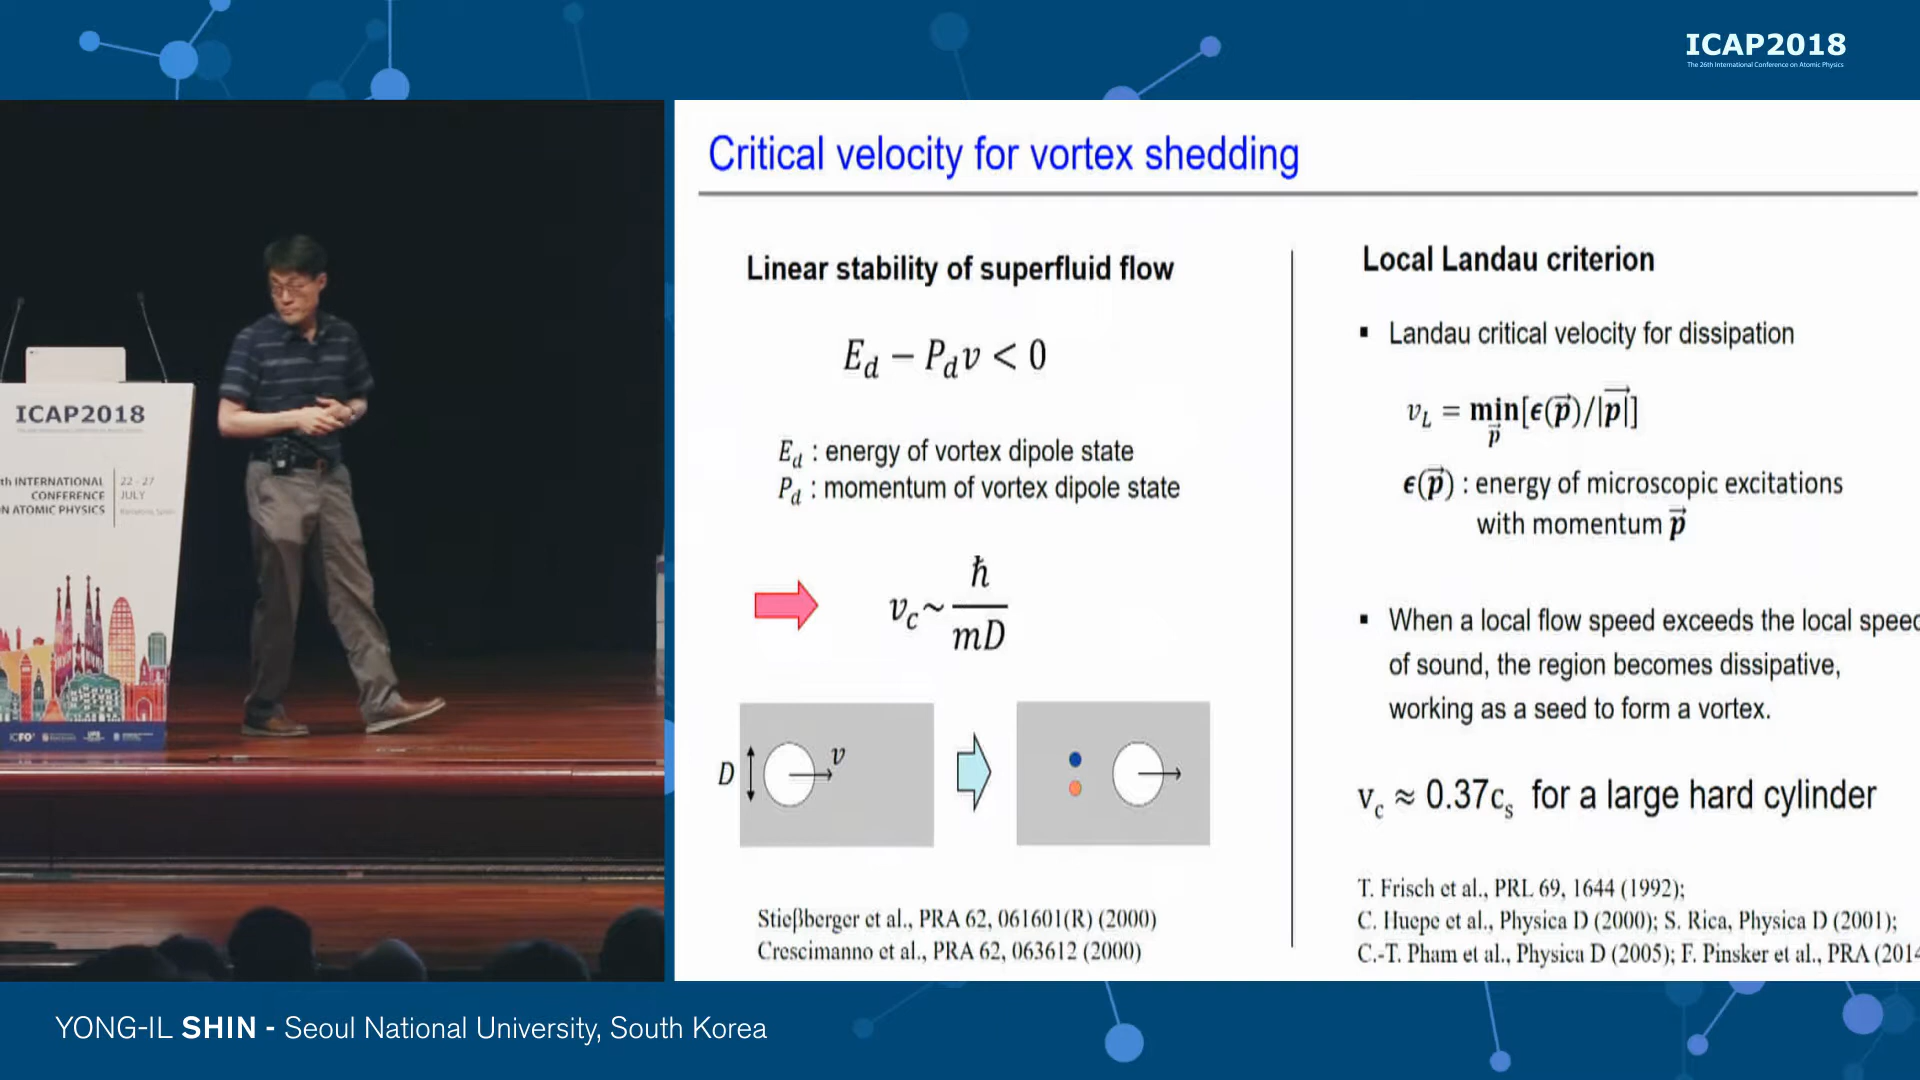 ICAP2018
The 26th International Conference on Atomic Physics
Critical velocity for vortex shedding
Linear stability of superfluid flow
E_d − P_d v < 0
E_d : energy of vortex dipole state
P_d : momentum of vortex dipole state
v_c ~ ħ / mD
D
v
Stieβberger et al., PRA 62, 061601(R) (2000)
Crescimanno et al., PRA 62, 063612 (2000)
Local Landau criterion
▪ Landau critical velocity for dissipation
v_L = min_p⃗ [ϵ(p⃗)/|p⃗|]
ϵ(p⃗) : energy of microscopic excitations
with momentum p⃗
▪ When a local flow speed exceeds the local speed
of sound, the region becomes dissipative,
working as a seed to form a vortex.
v_c ≈ 0.37c_s for a large hard cylinder
T. Frisch et al., PRL 69, 1644 (1992);
C. Huepe et al., Physica D (2000); S. Rica, Physica D (2001);
C.-T. Pham et al., Physica D (2005); F. Pinsker et al., PRA (2014
ICAP2018
th INTERNATIONAL
CONFERENCE
N ATOMIC PHYSICS
22 - 27
JULY
ICFO
YONG-IL SHIN - Seoul National University, South Korea